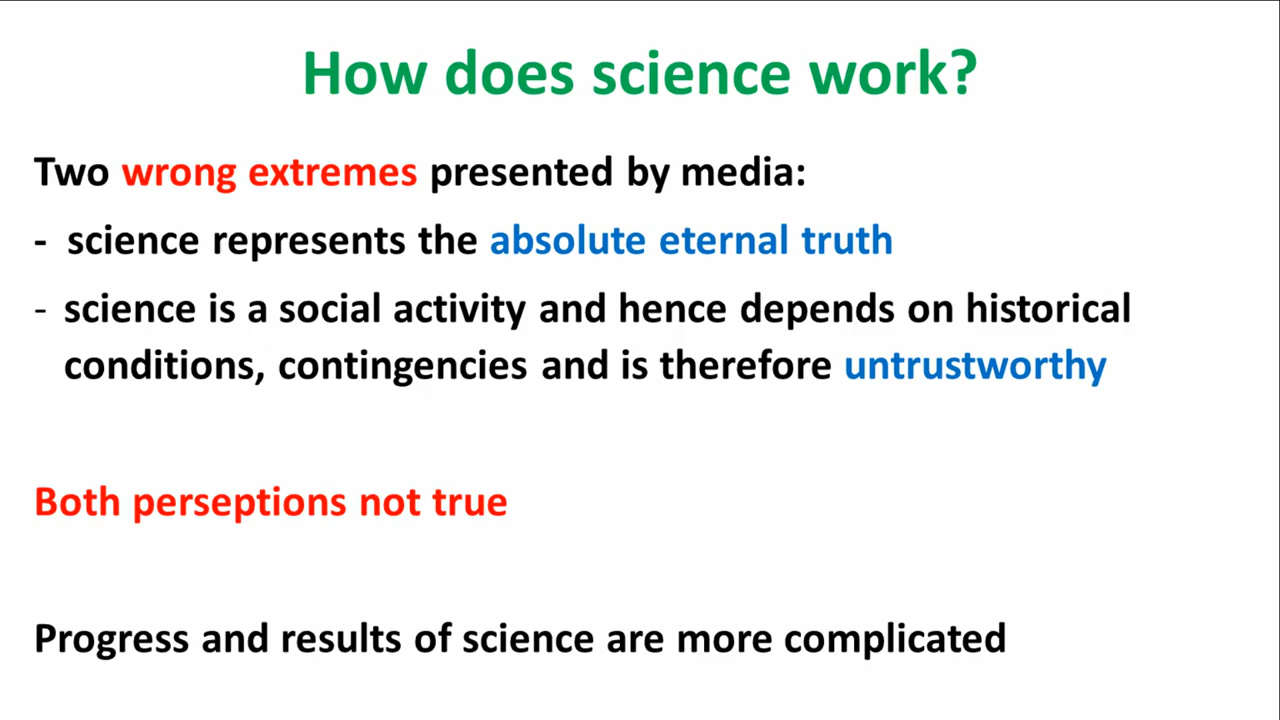 How does science work?
Two wrong extremes presented by media:
- science represents the absolute eternal truth
- science is a social activity and hence depends on historical
conditions, contingencies and is therefore untrustworthy
Both perseptions not true
Progress and results of science are more complicated